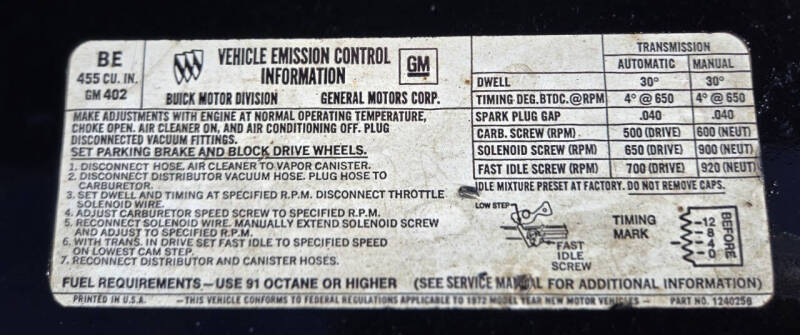 BE
455 CU. IN.
GM 402
VEHICLE EMISSION CONTROL
INFORMATION
GM
BUICK MOTOR DIVISION GENERAL MOTORS CORP.
TRANSMISSION
AUTOMATIC MANUAL
DWELL 30° 30°
TIMING DEG.BTDC.@RPM 4° @ 650 4° @ 650
SPARK PLUG GAP .040 .040
CARB. SCREW (RPM) 500 (DRIVE) 600 (NEUT)
SOLENOID SCREW (RPM) 650 (DRIVE) 900 (NEUT)
FAST IDLE SCREW (RPM) 700 (DRIVE) 920 (NEUT)
IDLE MIXTURE PRESET AT FACTORY. DO NOT REMOVE CAPS.
MAKE ADJUSTMENTS WITH ENGINE AT NORMAL OPERATING TEMPERATURE,
CHOKE OPEN. AIR CLEANER ON, AND AIR CONDITIONING OFF. PLUG
DISCONNECTED VACUUM FITTINGS.
SET PARKING BRAKE AND BLOCK DRIVE WHEELS.
1. DISCONNECT HOSE, AIR CLEANER TO VAPOR CANISTER.
2. DISCONNECT DISTRIBUTOR VACUUM HOSE. PLUG HOSE TO
CARBURETOR.
3. SET DWELL AND TIMING AT SPECIFIED R.P.M. DISCONNECT THROTTLE
SOLENOID WIRE.
4. ADJUST CARBURETOR SPEED SCREW TO SPECIFIED R.P.M.
5. RECONNECT SOLENOID WIRE. MANUALLY EXTEND SOLENOID SCREW
AND ADJUST TO SPECIFIED R.P.M.
6. WITH TRANS. IN DRIVE SET FAST IDLE TO SPECIFIED SPEED
ON LOWEST CAM STEP.
7. RECONNECT DISTRIBUTOR AND CANISTER HOSES.
LOW STEP
FAST
IDLE
SCREW
TIMING
MARK
12
8
4
0
BEFORE
FUEL REQUIREMENTS—USE 91 OCTANE OR HIGHER (SEE SERVICE MANUAL FOR ADDITIONAL INFORMATION)
PRINTED IN U.S.A. —THIS VEHICLE CONFORMS TO FEDERAL REGULATIONS APPLICABLE TO 1972 MODEL YEAR NEW MOTOR VEHICLES— PART NO. 1240256